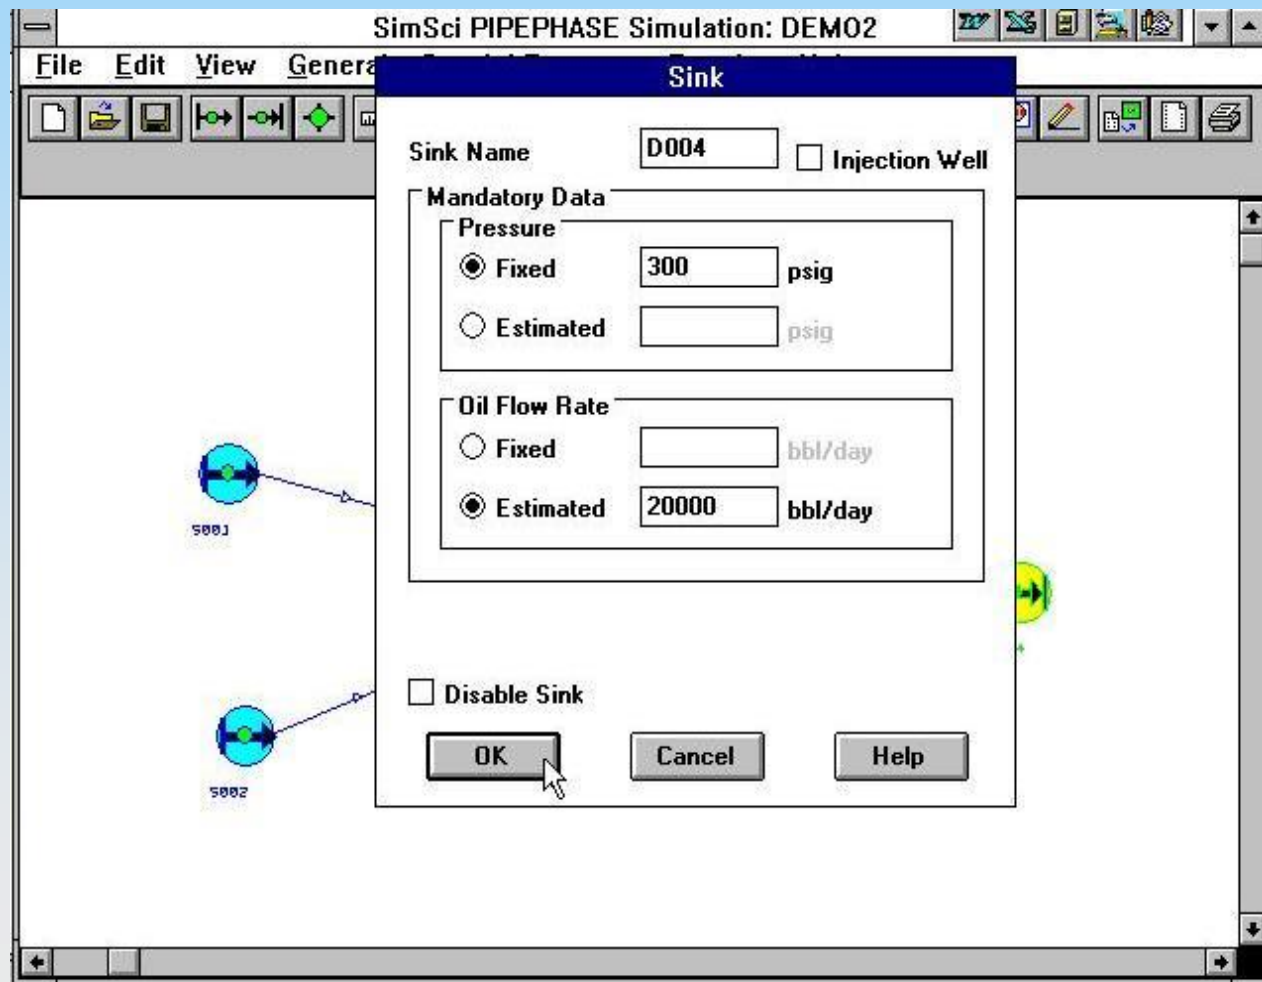 SimSci PIPEPHASE Simulation: DEMO2
File Edit View Genera
Sink
Sink Name D004 Injection Well
Mandatory Data
Pressure
Fixed 300 psig
Estimated psig
Oil Flow Rate
Fixed bbl/day
Estimated 20000 bbl/day
S001
Disable Sink
OK Cancel Help
S002